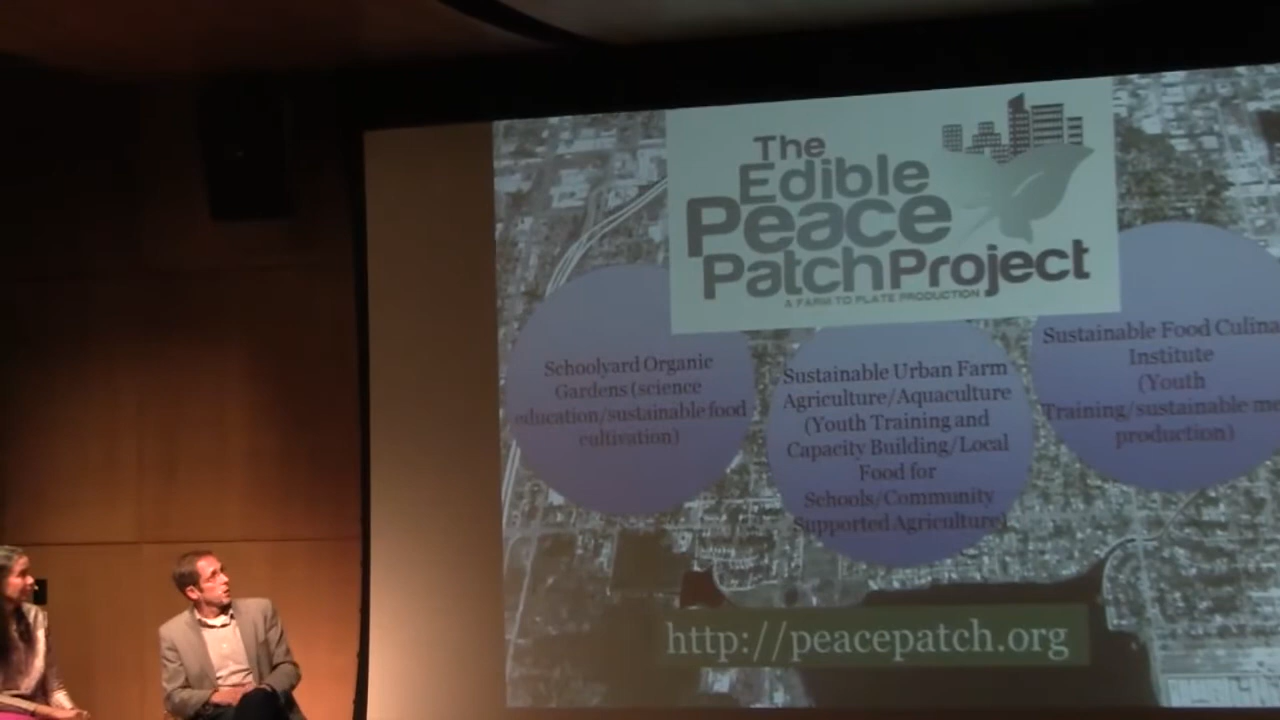 The
Edible
Peace
PatchProject
A FARM TO PLATE PRODUCTION
Schoolyard Organic
Gardens (science
education/sustainable food
cultivation)
Sustainable Urban Farm
Agriculture/Aquaculture
(Youth Training and
Capacity Building/Local
Food for
Schools/Community
Supported Agriculture)
Sustainable Food Culina
Institute
(Youth
Training/sustainable me
production)
http://peacepatch.org